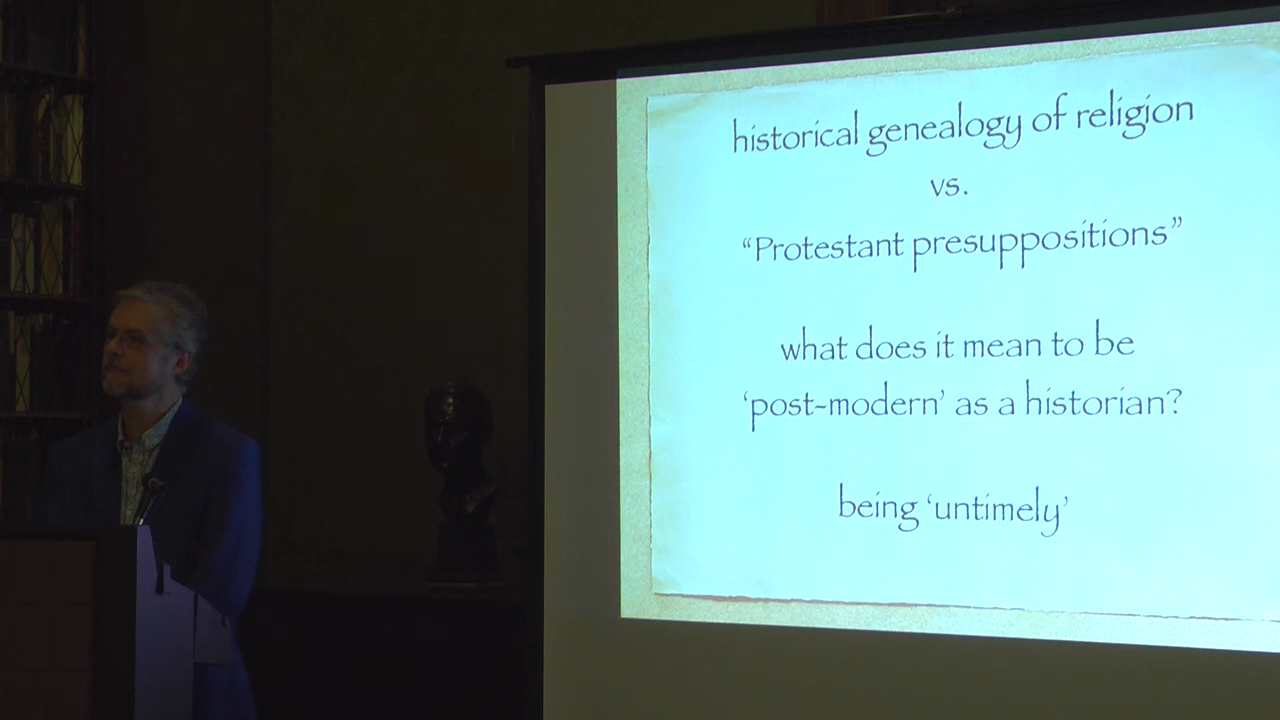 historical genealogy of religion
vs.
“Protestant presuppositions”
what does it mean to be
‘post-modern’ as a historian?
being ‘untimely’